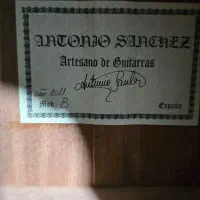 ANTONIO SANCHEZ
Artesano de Guitarras
Antonio Sanchez
Mod. B
España